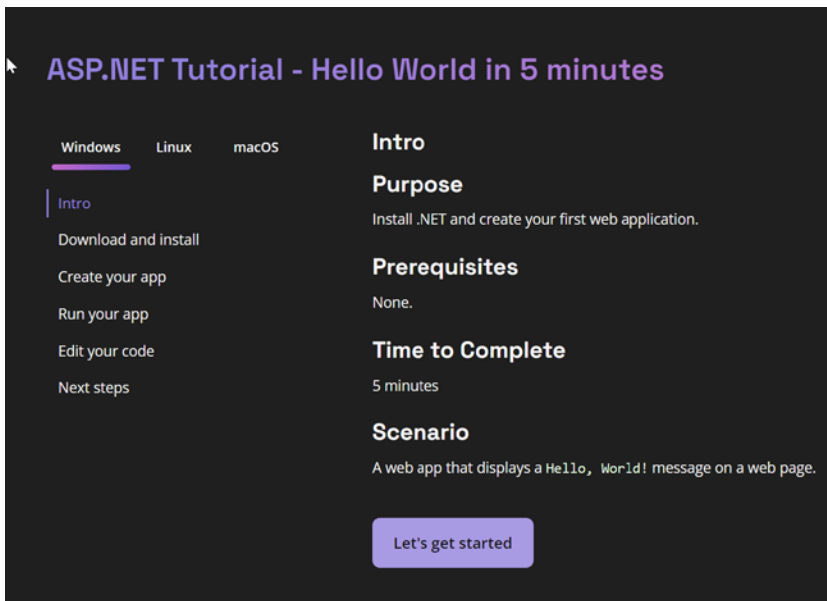 ASP.NET Tutorial - Hello World in 5 minutes
Windows Linux macOS
Intro
Download and install
Create your app
Run your app
Edit your code
Next steps
Intro
Purpose
Install .NET and create your first web application.
Prerequisites
None.
Time to Complete
5 minutes
Scenario
A web app that displays a Hello, World! message on a web page.
Let's get started